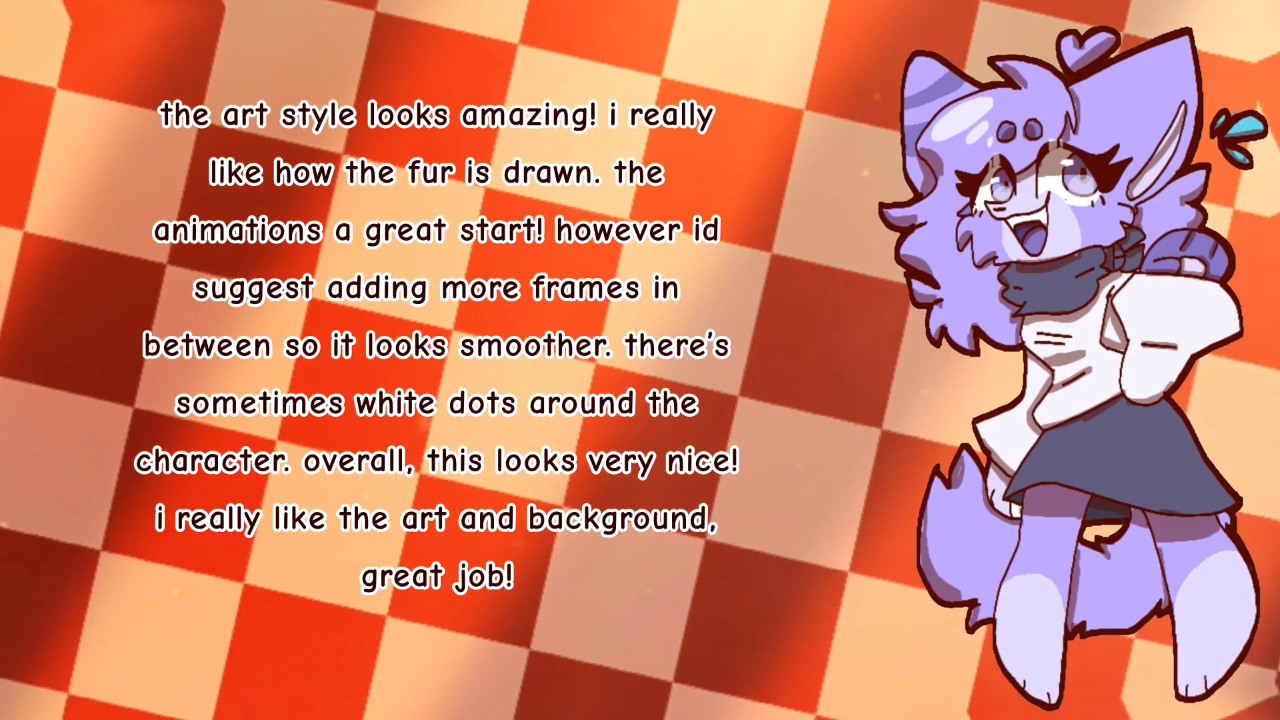 the art style looks amazing! i really
like how the fur is drawn. the
animations a great start! however id
suggest adding more frames in
between so it looks smoother. there's
sometimes white dots around the
character. overall, this looks very nice!
i really like the art and background,
great job!